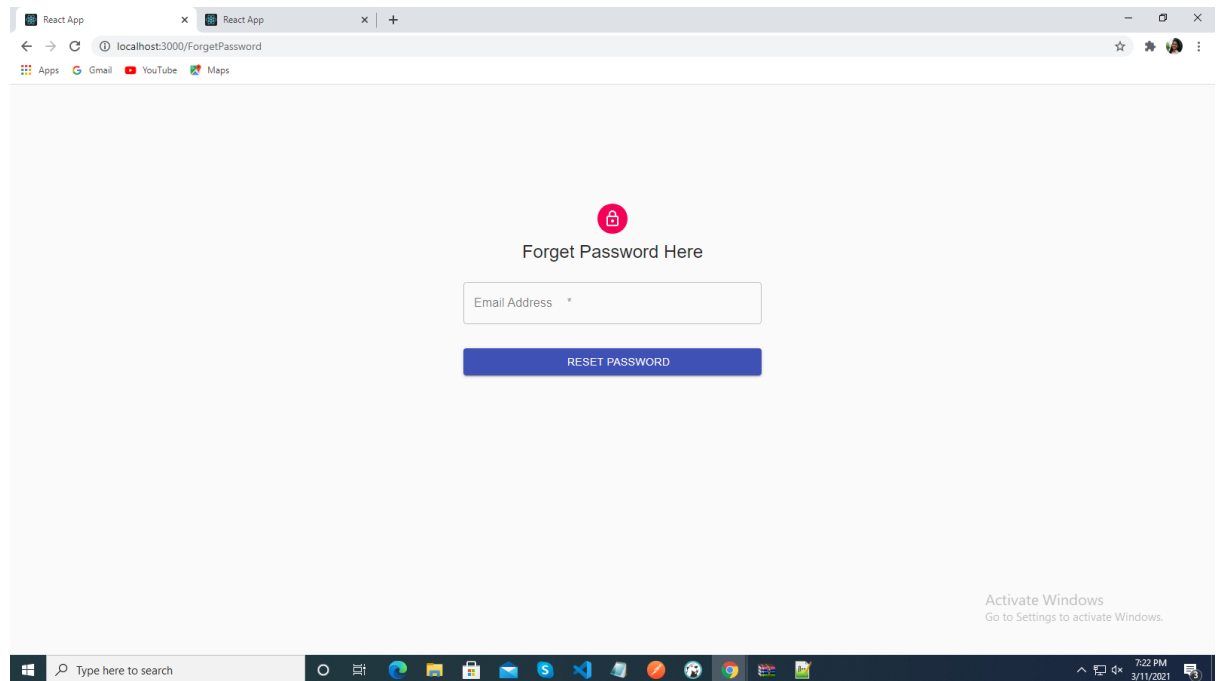 React App
React App
localhost:3000/ForgetPassword
Apps Gmail YouTube Maps
Forget Password Here
Email Address *
RESET PASSWORD
Activate Windows
Go to Settings to activate Windows.
Type here to search
7:22 PM
3/11/2021
3